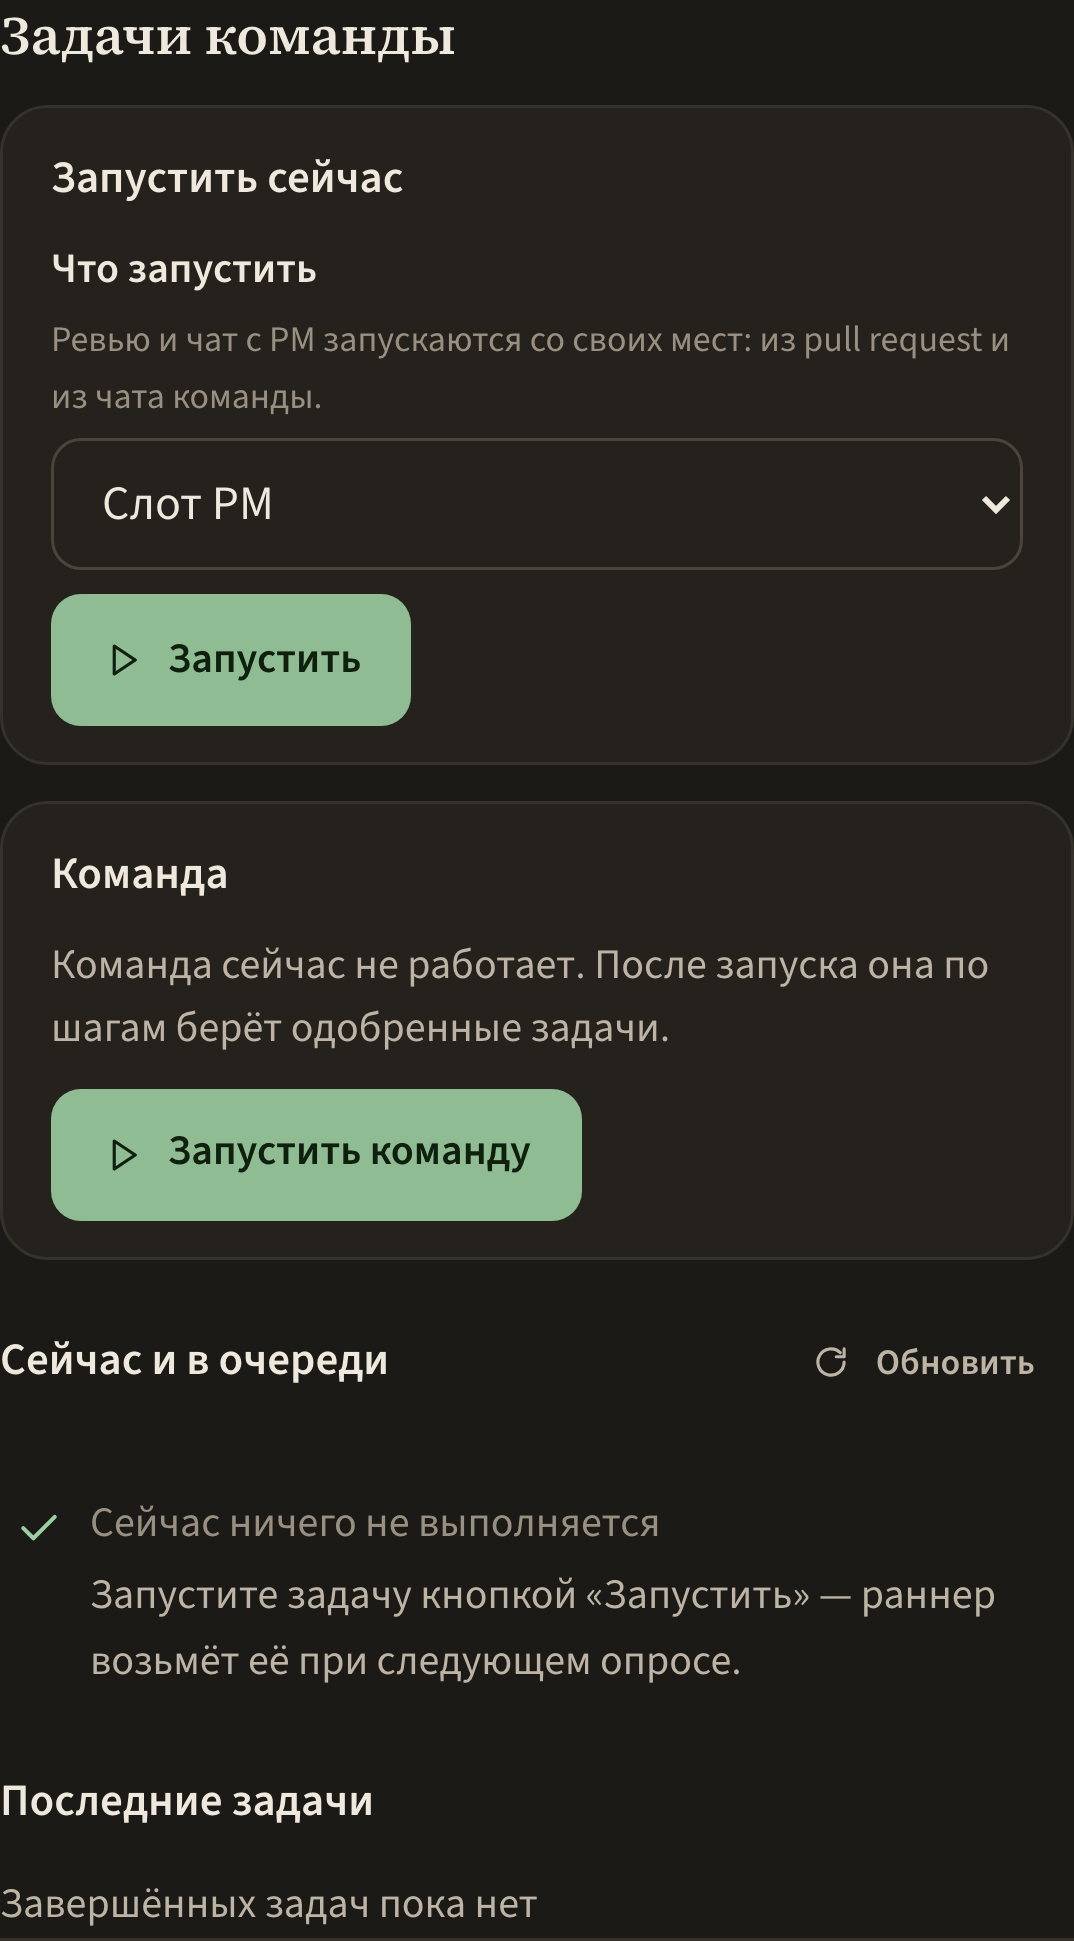 Задачи команды
Запустить сейчас
Что запустить
Ревью и чат с PM запускаются со своих мест: из pull request и
из чата команды.
Слот PM
Запустить
Команда
Команда сейчас не работает. После запуска она по
шагам берёт одобренные задачи.
Запустить команду
Сейчас и в очереди
Обновить
Сейчас ничего не выполняется
Запустите задачу кнопкой «Запустить» — раннер
возьмёт её при следующем опросе.
Последние задачи
Завершённых задач пока нет